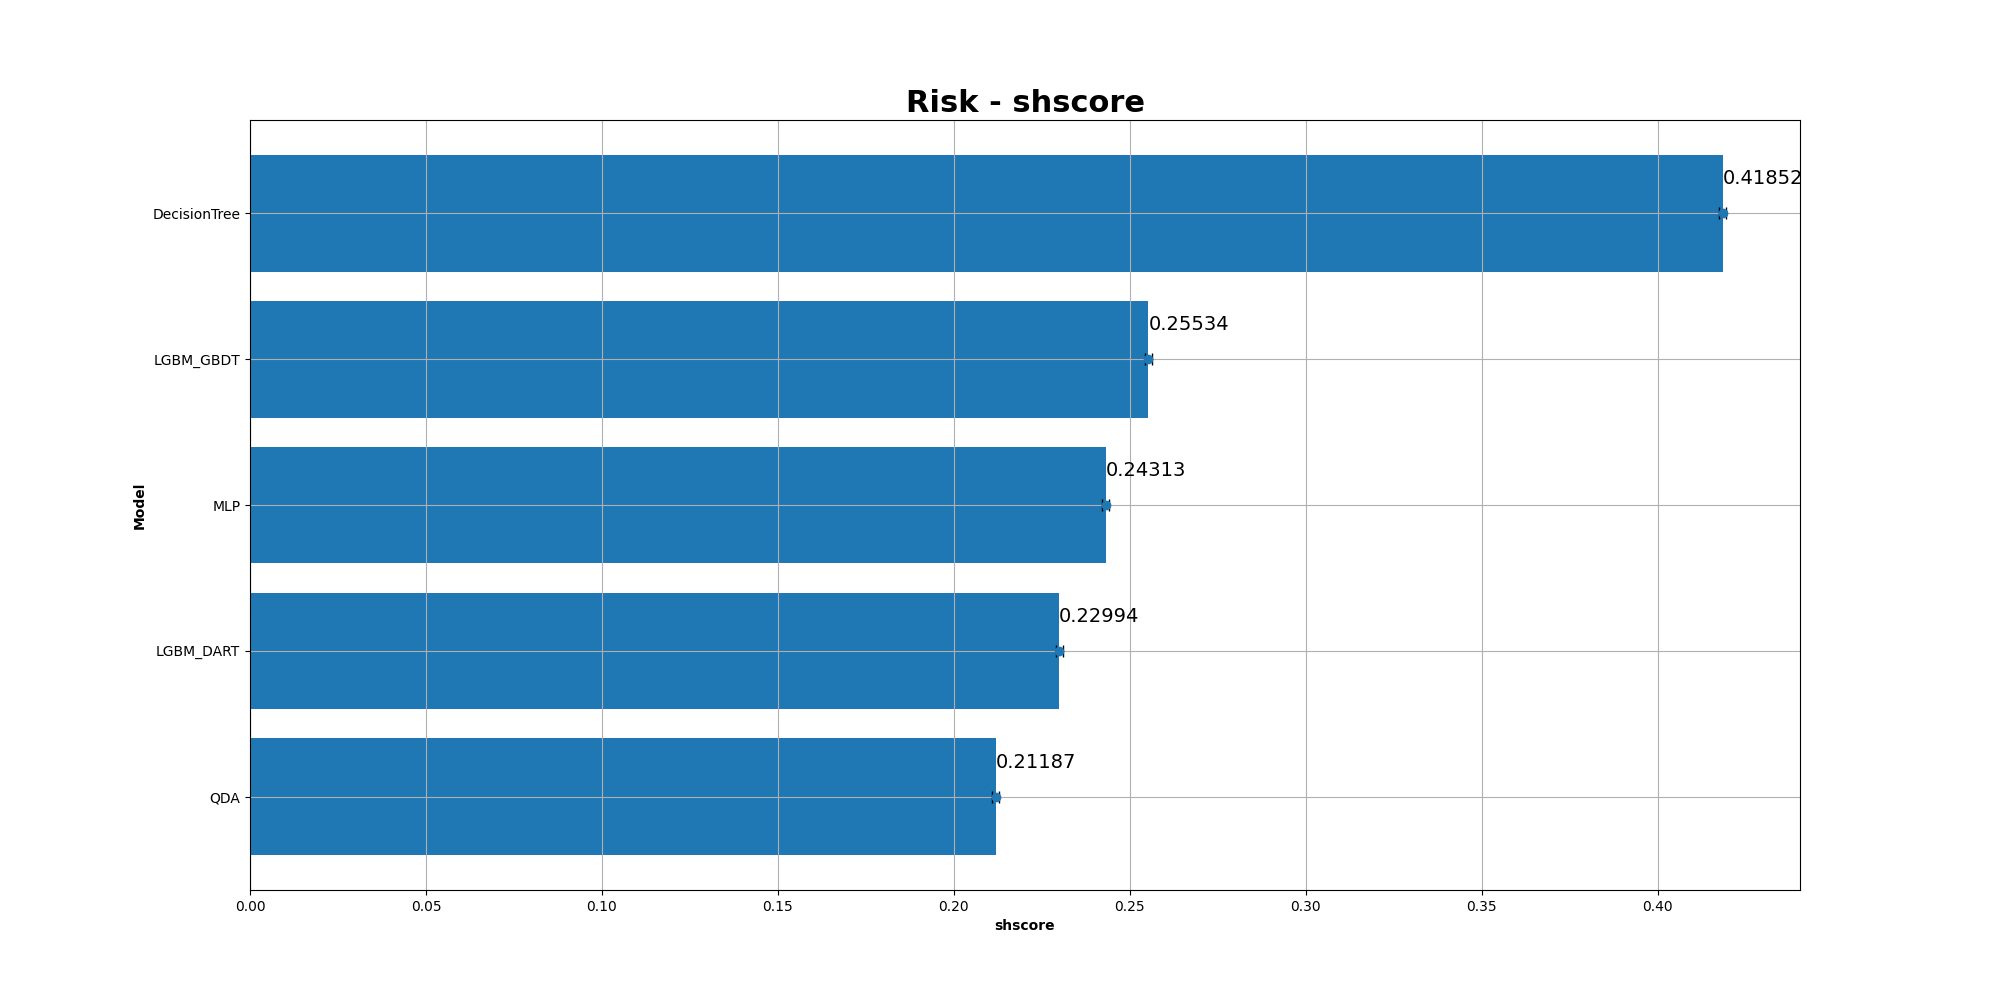 Risk - shscore
DecisionTree
0.41852
LGBM_GBDT
0.25534
MLP
0.24313
LGBM_DART
0.22994
QDA
0.21187
Model
0.00 0.05 0.10 0.15 0.20 0.25 0.30 0.35 0.40
shscore